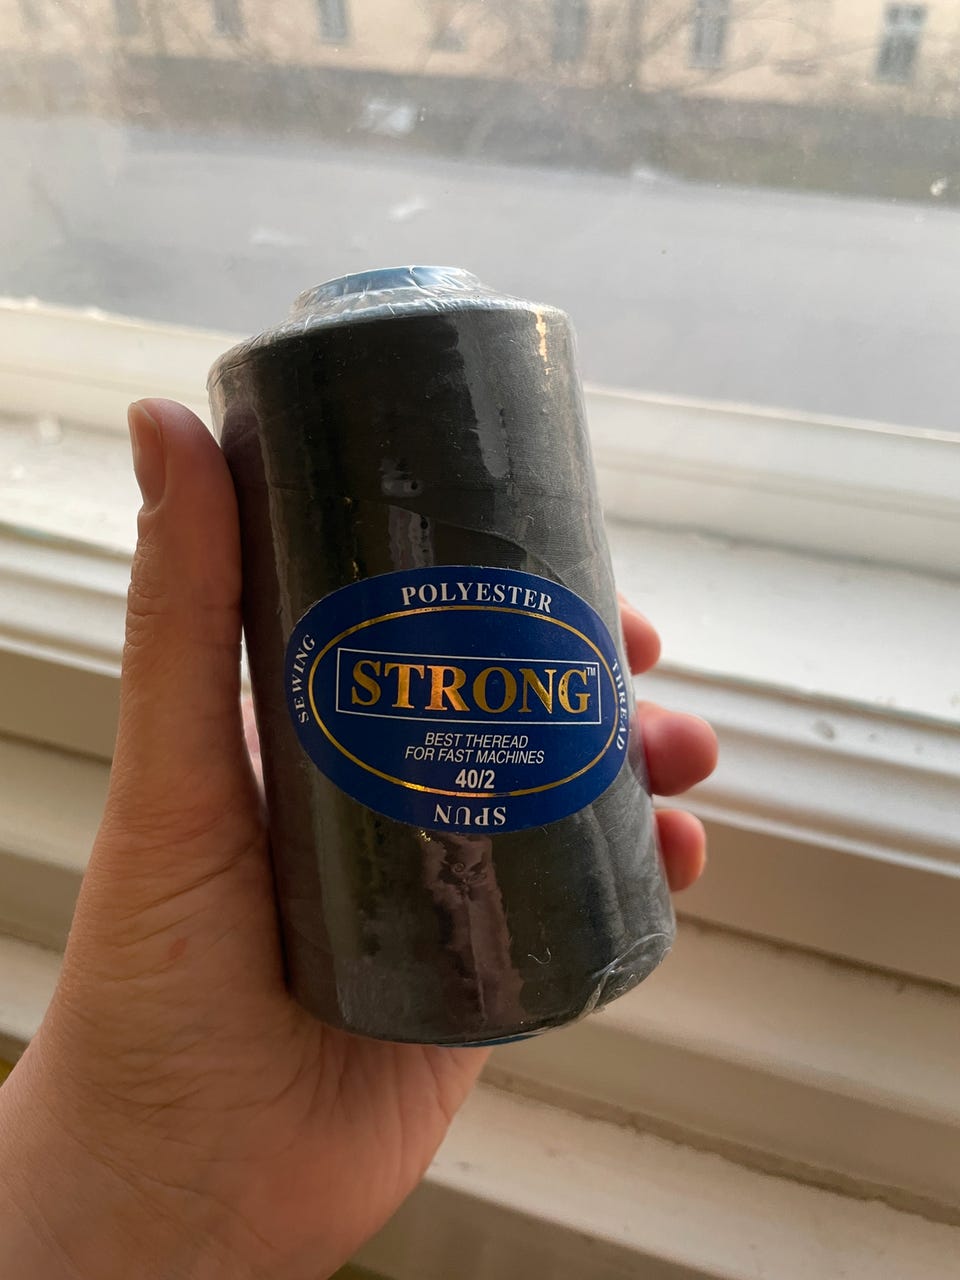 POLYESTER
SEWING
STRONG™
THREAD
BEST THEREAD
FOR FAST MACHINES
40/2
SPUN